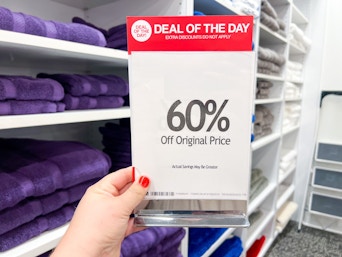 DEAL OF THE DAY!
DEAL OF THE DAY
EXTRA DISCOUNTS DO NOT APPLY
60%
Off Original Price
Actual Savings May Be Greater